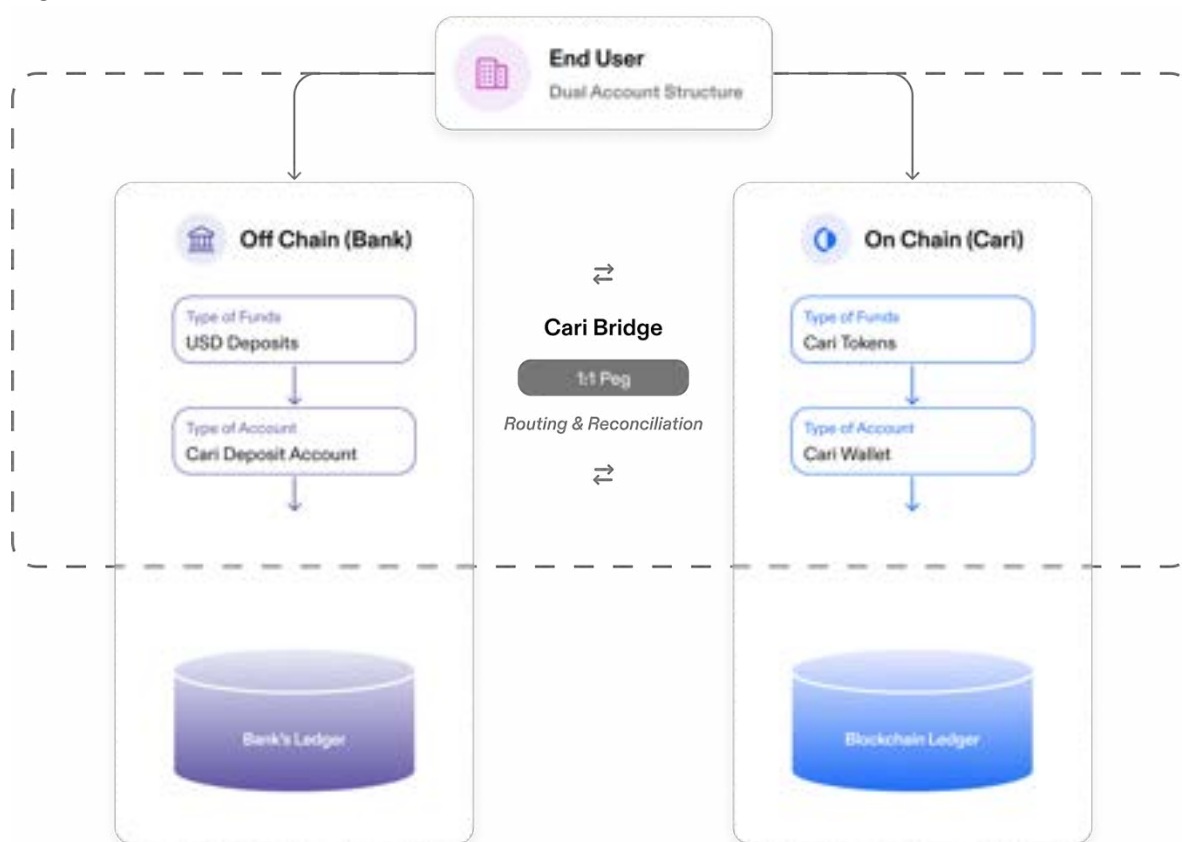 End User
Dual Account Structure
Off Chain (Bank)
Type of Funds
USD Deposits
Type of Account
Cari Deposit Account
Bank's Ledger
Cari Bridge
1:1 Peg
Routing & Reconciliation
On Chain (Cari)
Type of Funds
Cari Tokens
Type of Account
Cari Wallet
Blockchain Ledger